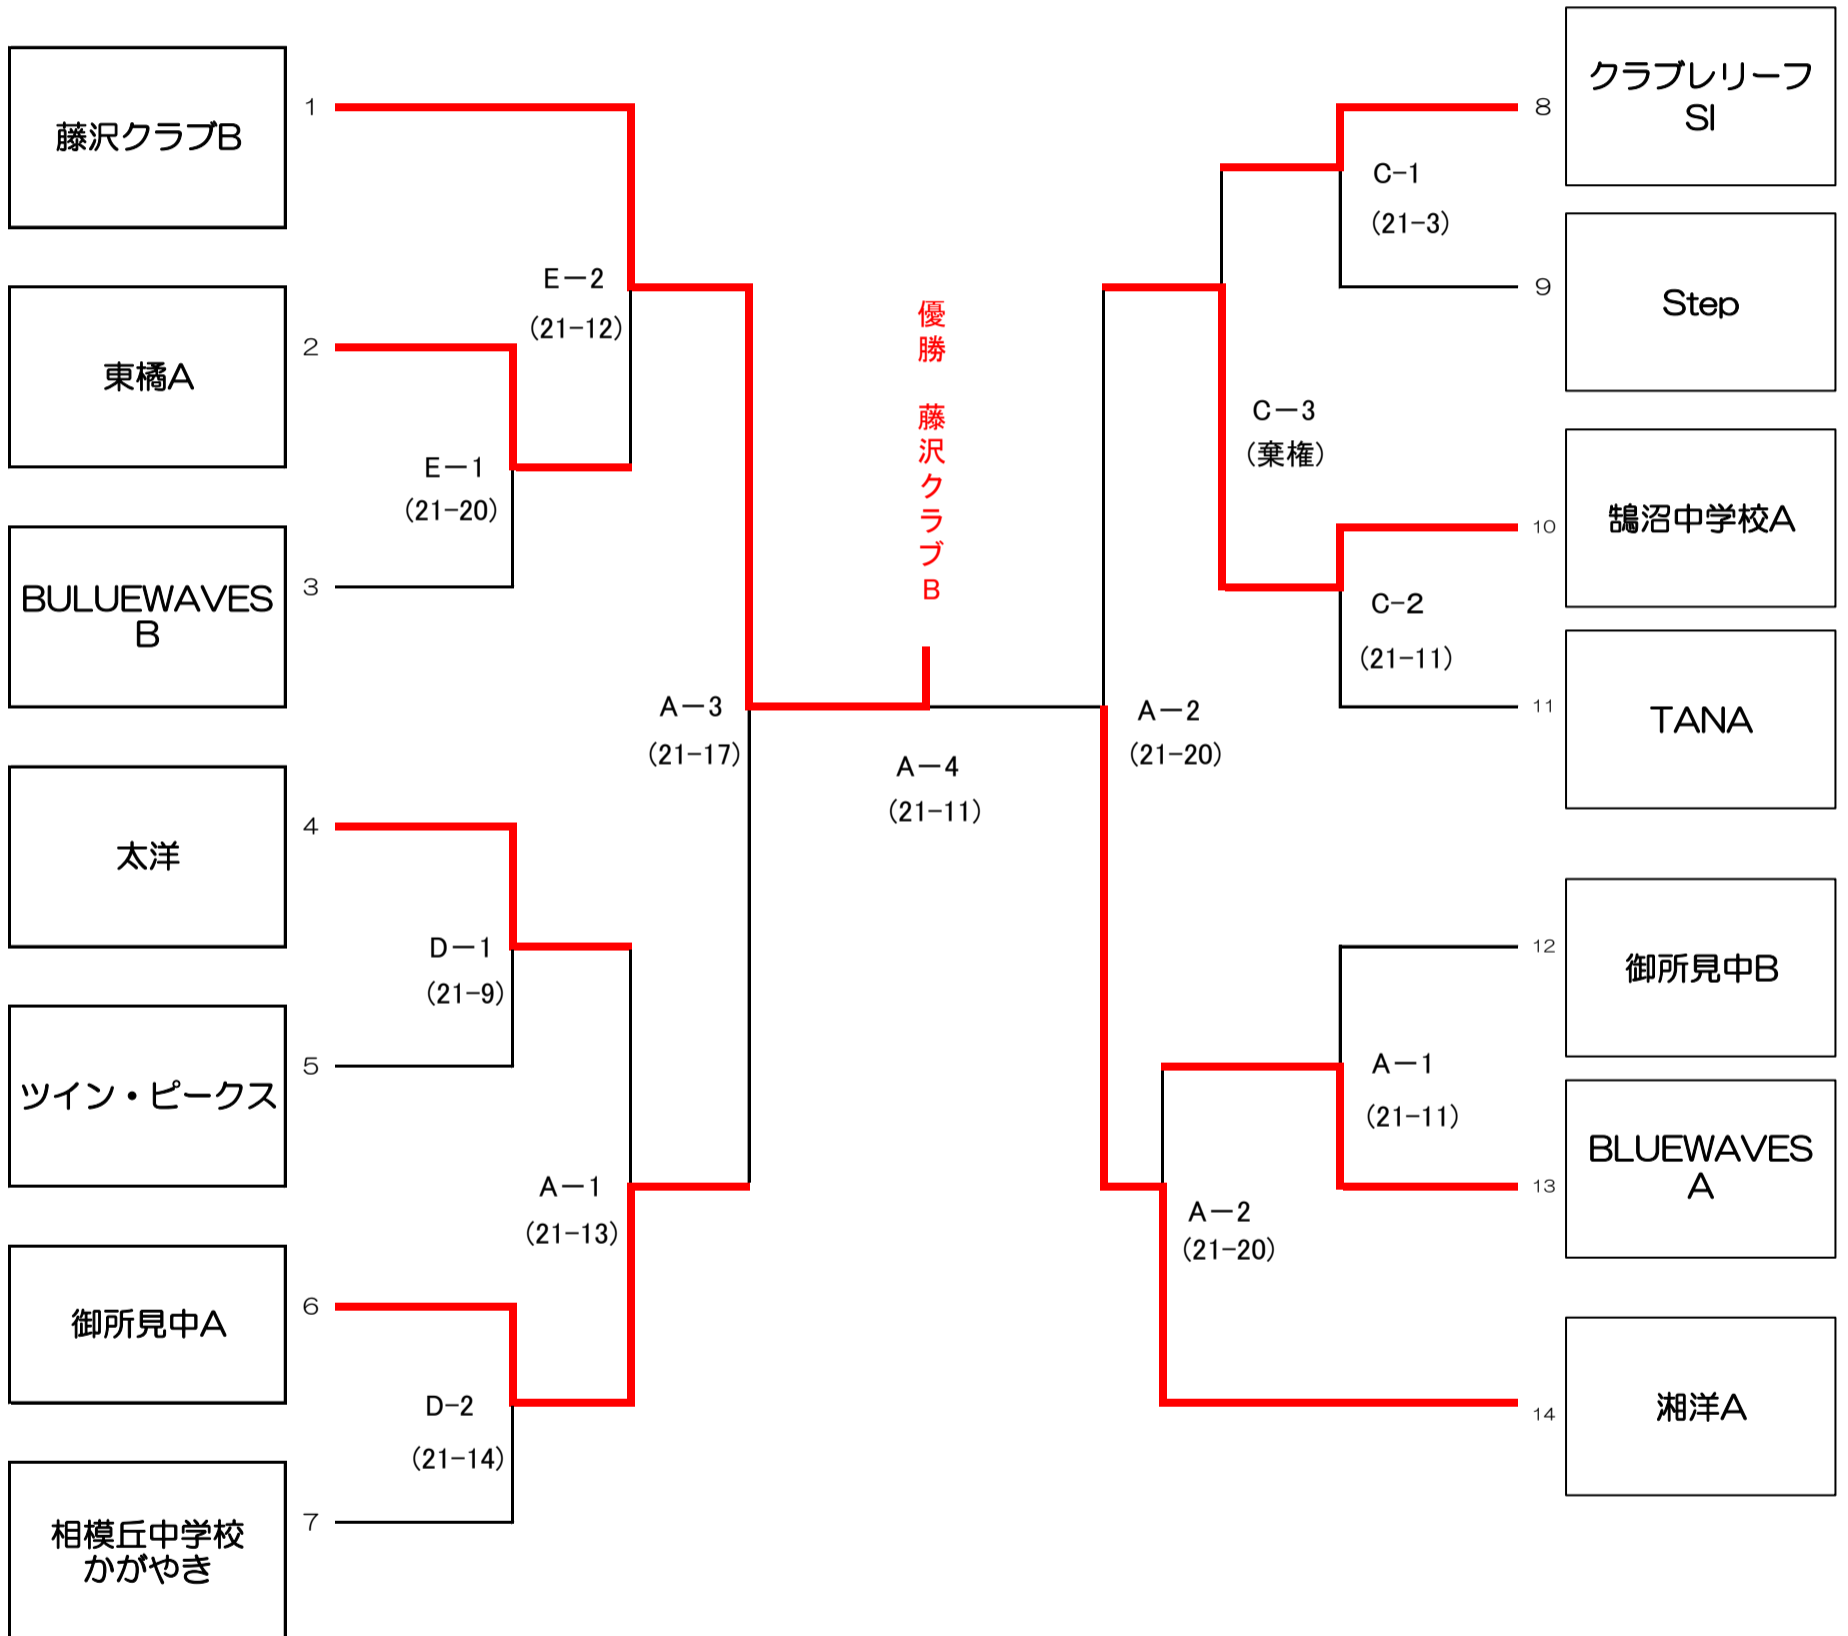 藤沢クラブB
1
東橘A
2
BULUEWAVES
B
3
太洋
4
ツイン・ピークス
5
御所見中A
6
相模丘中学校
かがやき
7
E－2
(21-12)
E－1
(21-20)
D－1
(21-9)
A－1
(21-13)
D-2
(21-14)
A－3
(21-17)
優勝　藤沢クラブB
A－4
(21-11)
A－2
(21-20)
C-1
(21-3)
C－3
(棄権)
C-2
(21-11)
A－1
(21-11)
A－2
(21-20)
8
クラブレリーフ
SI
9
Step
10
鵠沼中学校A
11
TANA
12
御所見中B
13
BLUEWAVES
A
14
湘洋A